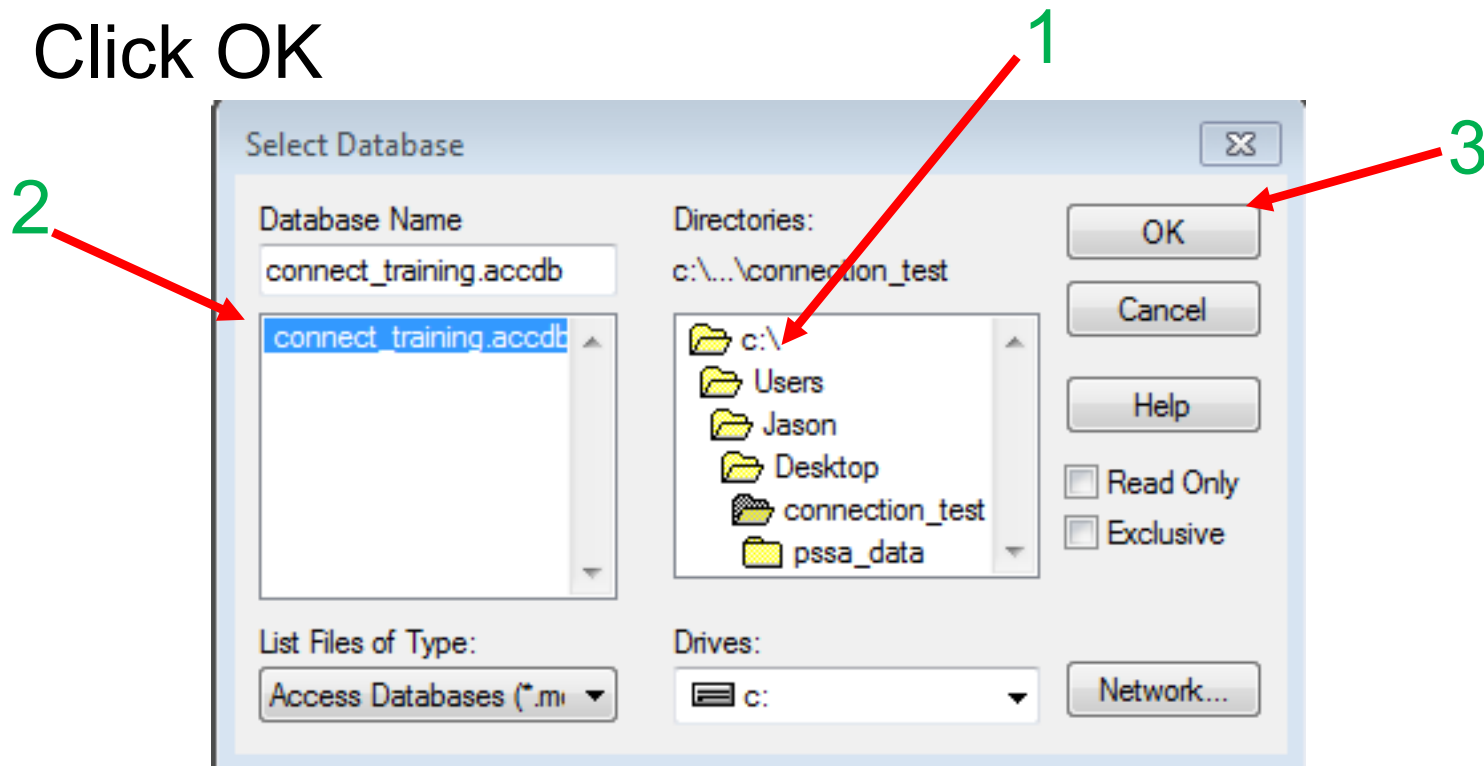 Click OK
1
Select Database
3
2
Database Name
Directories:
OK
connect_training.accdb
c:\...\connection_test
Cancel
connect_training.accdb
c:\
Users
Jason
Desktop
connection_test
pssa_data
Help
Read Only
Exclusive
List Files of Type:
Drives:
Access Databases (*.m
c:
Network...